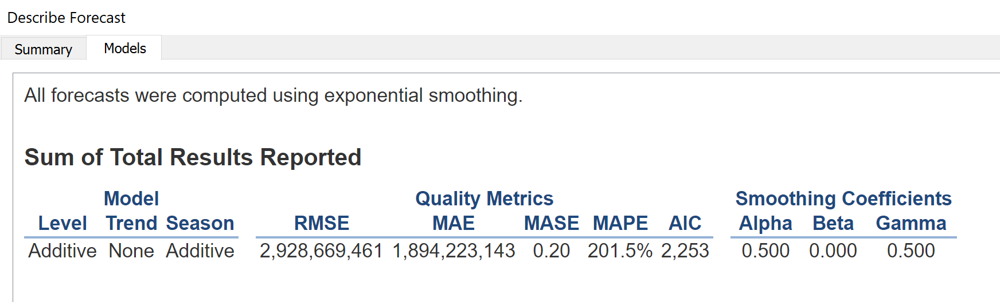 Describe Forecast
Summary Models
All forecasts were computed using exponential smoothing.
Sum of Total Results Reported
Model Quality Metrics Smoothing Coefficients
Level Trend Season RMSE MAE MASE MAPE AIC Alpha Beta Gamma
Additive None Additive 2,928,669,461 1,894,223,143 0.20 201.5% 2,253 0.500 0.000 0.500